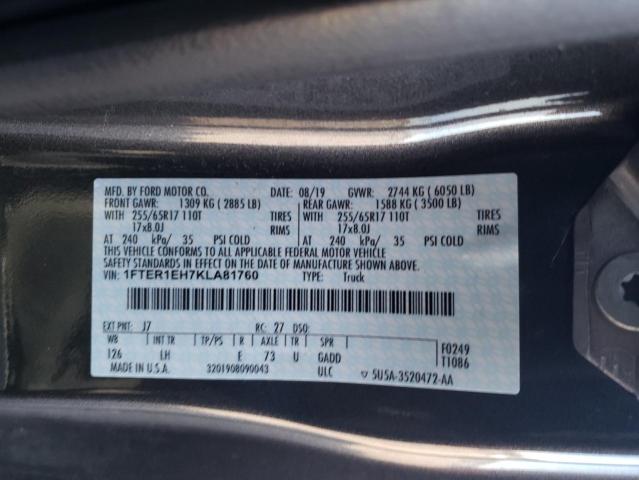 MFD. BY FORD MOTOR CO. 08/19 GVWR: 2744 KG ( 6050 LB)
FRONT GAWR: 1309 KG ( 2885 LB) REAR GAWR: 1588 KG ( 3500 LB)
WITH 255/65R17 110T TIRES WITH 255/65R17 110T TIRES
17x8.0J RIMS 17x8.0J RIMS
AT 240 kPa/ 35 PSI COLD AT 240 kPa/ 35 PSI COLD
THIS VEHICLE CONFORMS TO ALL APPLICABLE FEDERAL MOTOR VEHICLE
SAFETY STANDARDS IN EFFECT ON THE DATE OF MANUFACTURE SHOWN ABOVE.
VIN: 1FTER1EH7KLA81760 TYPE: Truck
EXT PNT: J7 RC: 27 DSO:
WB INT TR TP/PS R AXLE TR SPR F0249
126 LH E 73 U GADD T1086
MADE IN U.S.A. 3201908090043 ULC 5U5A-3520472-AA